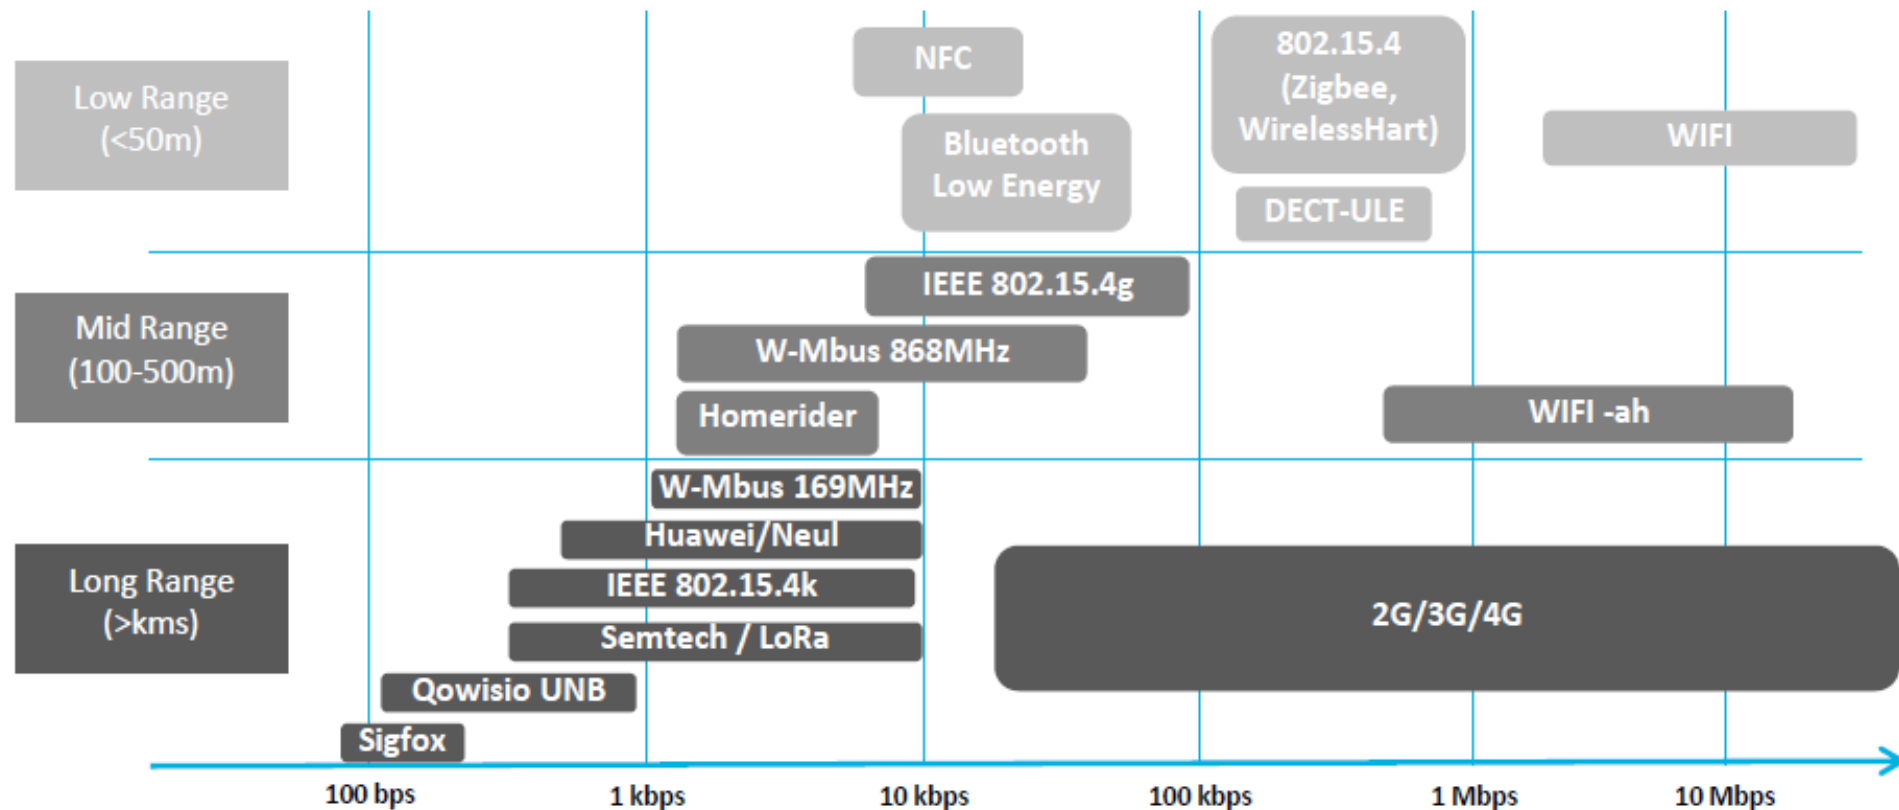 Low Range
(<50m)
NFC
Bluetooth
Low Energy
802.15.4
(Zigbee,
WirelessHart)
DECT-ULE
WIFI
Mid Range
(100-500m)
IEEE 802.15.4g
W-Mbus 868MHz
Homerider
WIFI -ah
Long Range
(>kms)
W-Mbus 169MHz
Huawei/Neul
IEEE 802.15.4k
Semtech / LoRa
Qowisio UNB
Sigfox
2G/3G/4G
100 bps
1 kbps
10 kbps
100 kbps
1 Mbps
10 Mbps